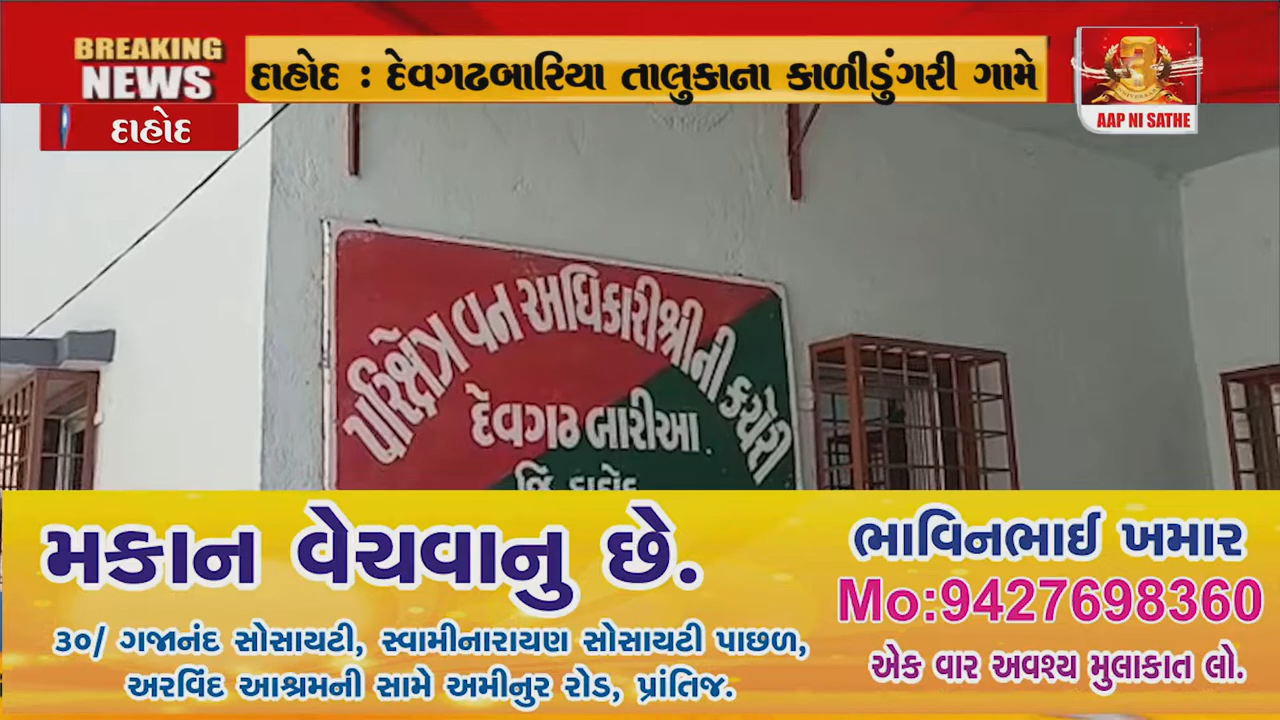 BREAKING NEWS
દાહોદ : દેવગઢબારિયા તાલુકાના કાળીડુંગરી ગામે
3
AAP NI SATHE
દાહોદ
પરિક્ષેત્ર વન અધિકારીશ્રીની કચેરી
દેવગઢ બારીઆ.
જિ. દાહોદ
મકાન વેચવાનુ છે.
૩૦/ ગજાનંદ સોસાયટી, સ્વામીનારાયણ સોસાયટી પાછળ,
અરવિંદ આશ્રમની સામે અમીનુર રોડ, પ્રાંતિજ.
ભાવિનભાઈ ખમાર
Mo:9427698360
એક વાર અવશ્ય મુલાકાત લો.